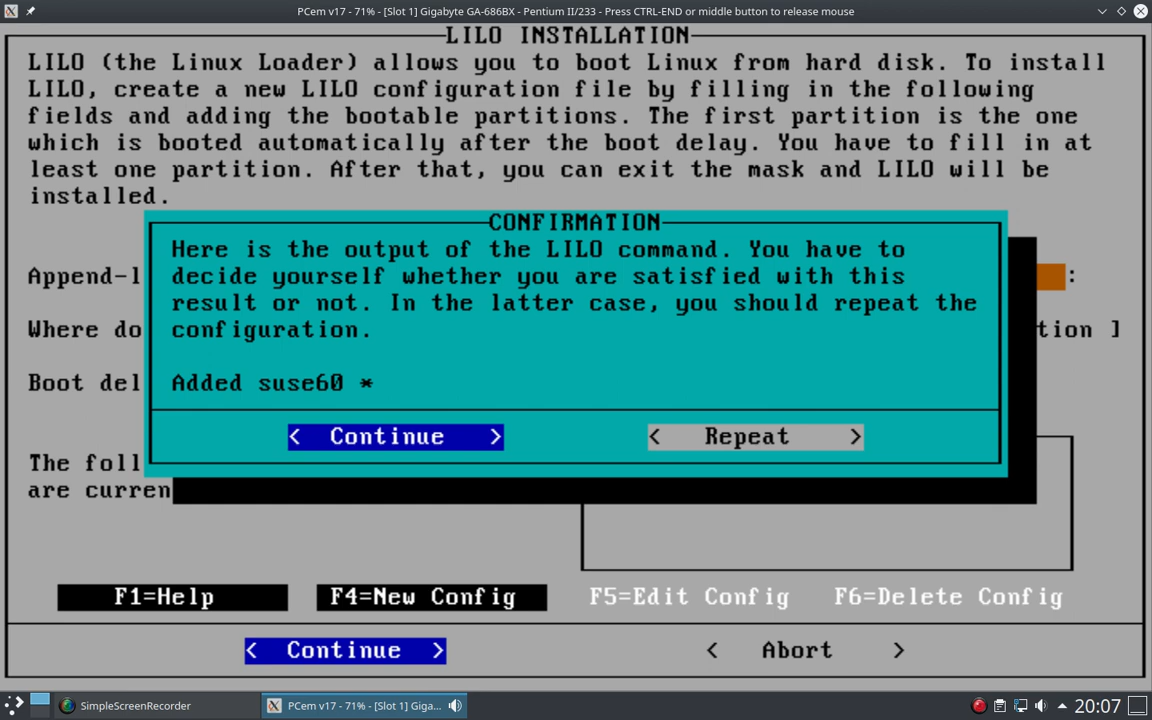 PCem v17 - 71% - [Slot 1] Gigabyte GA-686BX - Pentium II/233 - Press CTRL-END or middle button to release mouse
LILO INSTALLATION
LILO (the Linux Loader) allows you to boot Linux from hard disk. To install
LILO, create a new LILO configuration file by filling in the following
fields and adding the bootable partitions. The first partition is the one
which is booted automatically after the boot delay. You have to fill in at
least one partition. After that, you can exit the mask and LILO will be
installed.
CONFIRMATION
Here is the output of the LILO command. You have to
decide yourself whether you are satisfied with this
result or not. In the latter case, you should repeat the
configuration.
Added suse60 *
< Continue > < Repeat >
Append-l :
Where do tion ]
Boot del
The foll
are curren
F1=Help F4=New Config F5=Edit Config F6=Delete Config
< Continue > < Abort >
SimpleScreenRecorder PCem v17 - 71% - [Slot 1] Giga... 20:07